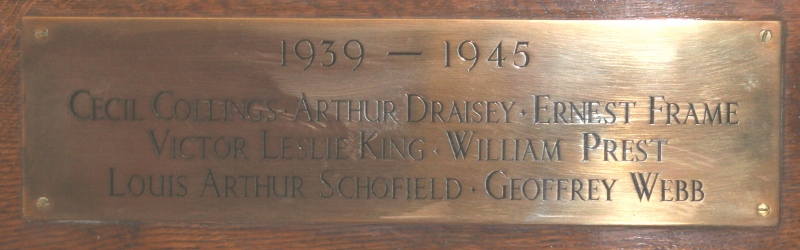 1939 — 1945
CECIL COLLINGS · ARTHUR DRAISEY · ERNEST FRAME
VICTOR LESLIE KING · WILLIAM PREST
LOUIS ARTHUR SCHOFIELD · GEOFFREY WEBB